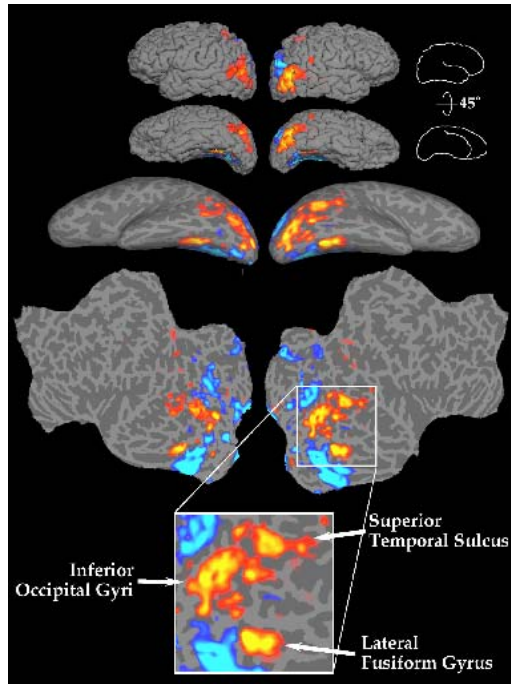 45°
Superior
Temporal Sulcus
Inferior
Occipital Gyri
Lateral
Fusiform Gyrus